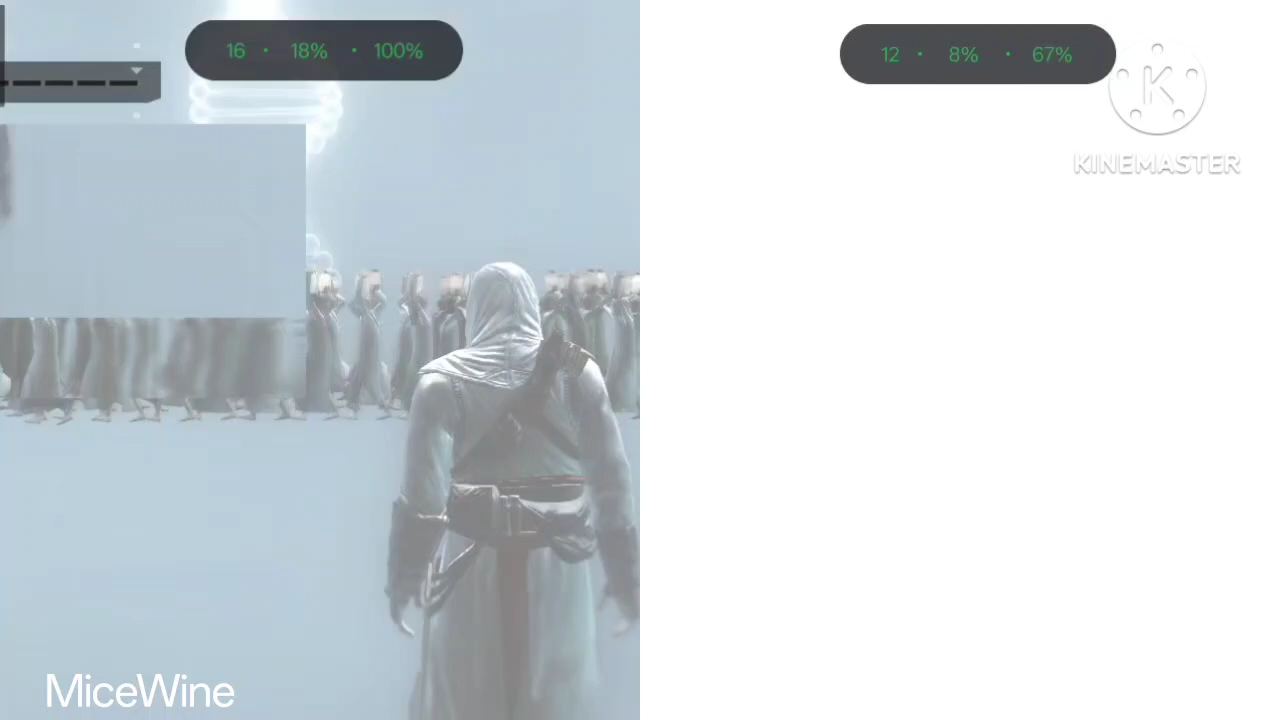 16 • 18% • 100%
12 • 8% • 67%
K
KINEMASTER
MiceWine